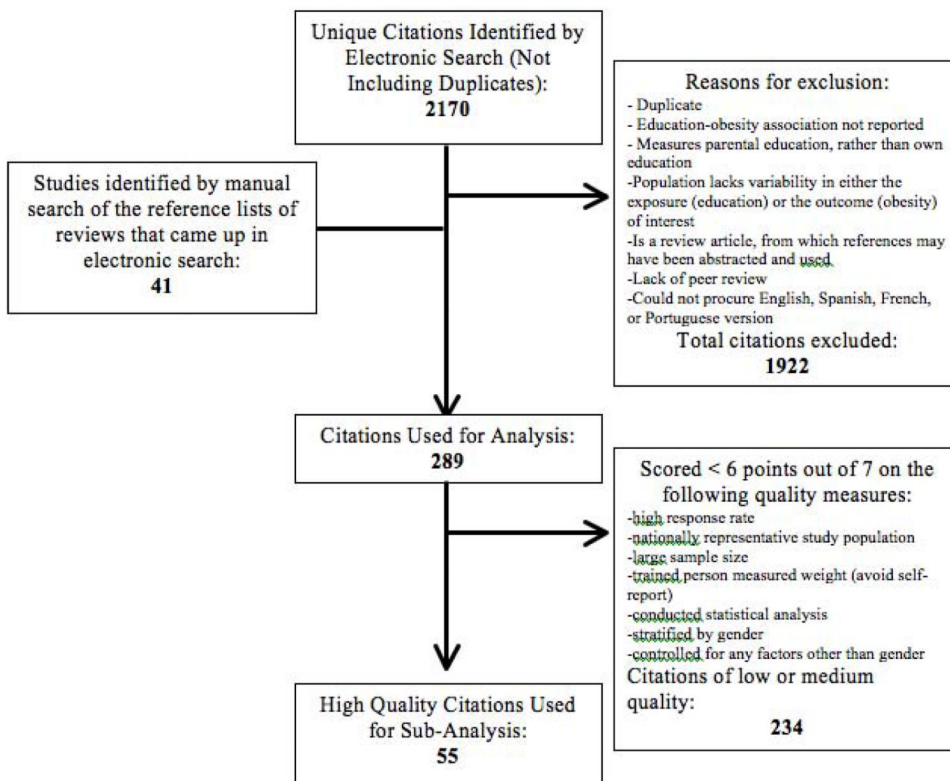 Unique Citations Identified by
Electronic Search (Not
Including Duplicates):
2170
Reasons for exclusion:
- Duplicate
- Education-obesity association not reported
- Measures parental education, rather than own
education
-Population lacks variability in either the
exposure (education) or the outcome (obesity)
of interest
-Is a review article, from which references may
have been abstracted and used
-Lack of peer review
-Could not procure English, Spanish, French,
or Portuguese version
Total citations excluded:
1922
Studies identified by manual
search of the reference lists of
reviews that came up in
electronic search:
41
Citations Used for Analysis:
289
Scored < 6 points out of 7 on the
following quality measures:
-high response rate
-nationally representative study population
-large sample size
-trained person measured weight (avoid self-
report)
-conducted statistical analysis
-stratified by gender
-controlled for any factors other than gender
Citations of low or medium
quality:
234
High Quality Citations Used
for Sub-Analysis:
55